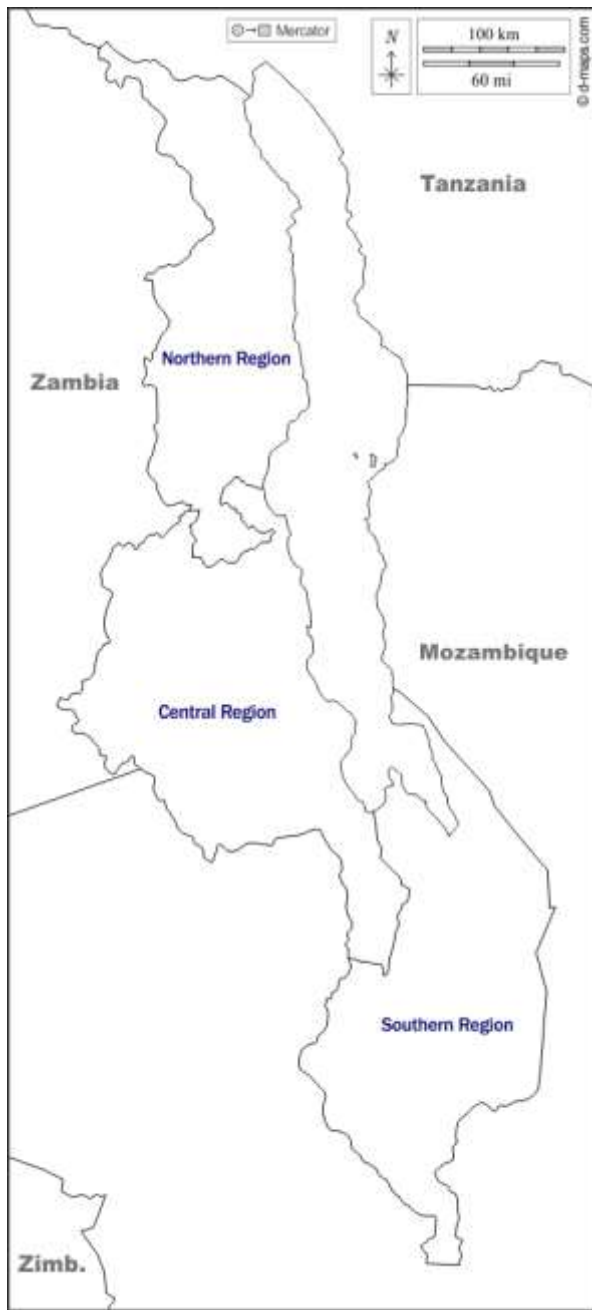 Mercator
N
100 km
60 mi
© d-maps.com
Tanzania
Northern Region
Zambia
Mozambique
Central Region
Southern Region
Zimb.